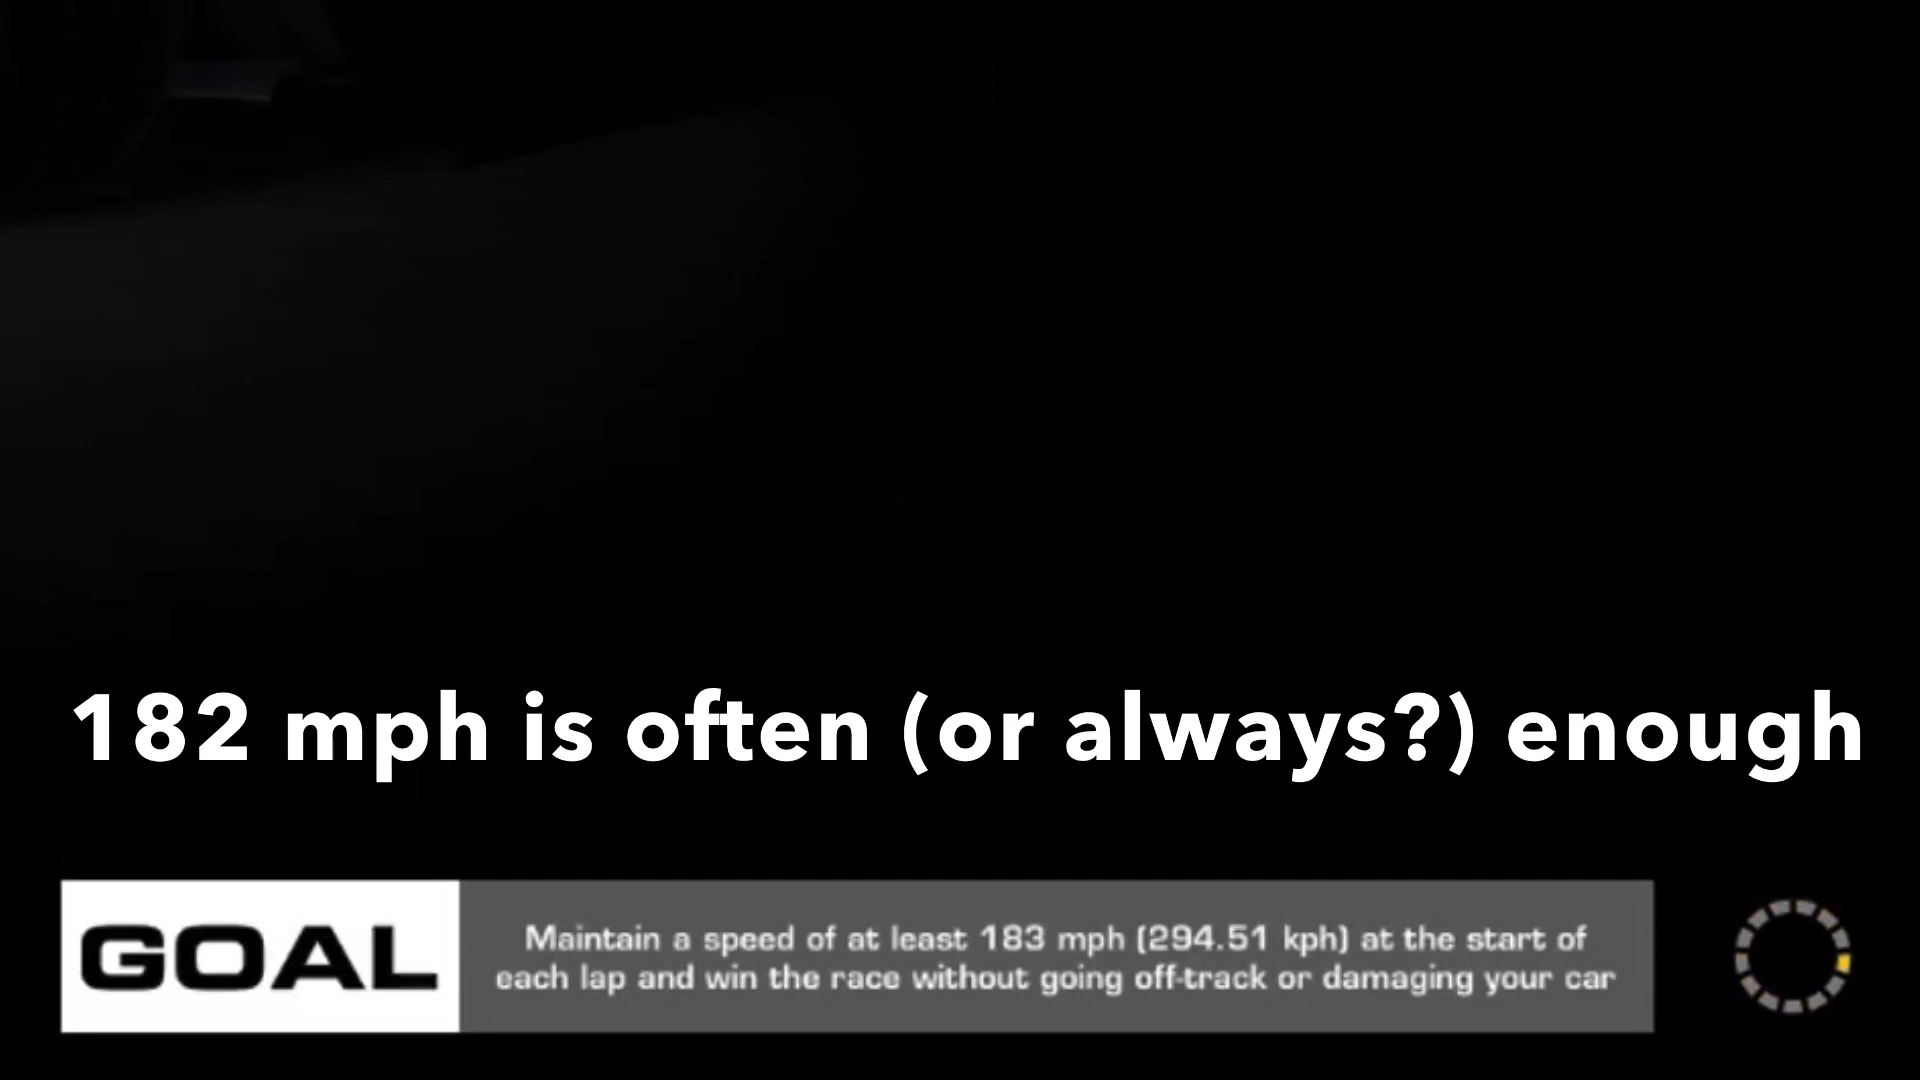 182 mph is often (or always?) enough
GOAL
Maintain a speed of at least 183 mph (294.51 kph) at the start of
each lap and win the race without going off-track or damaging your car